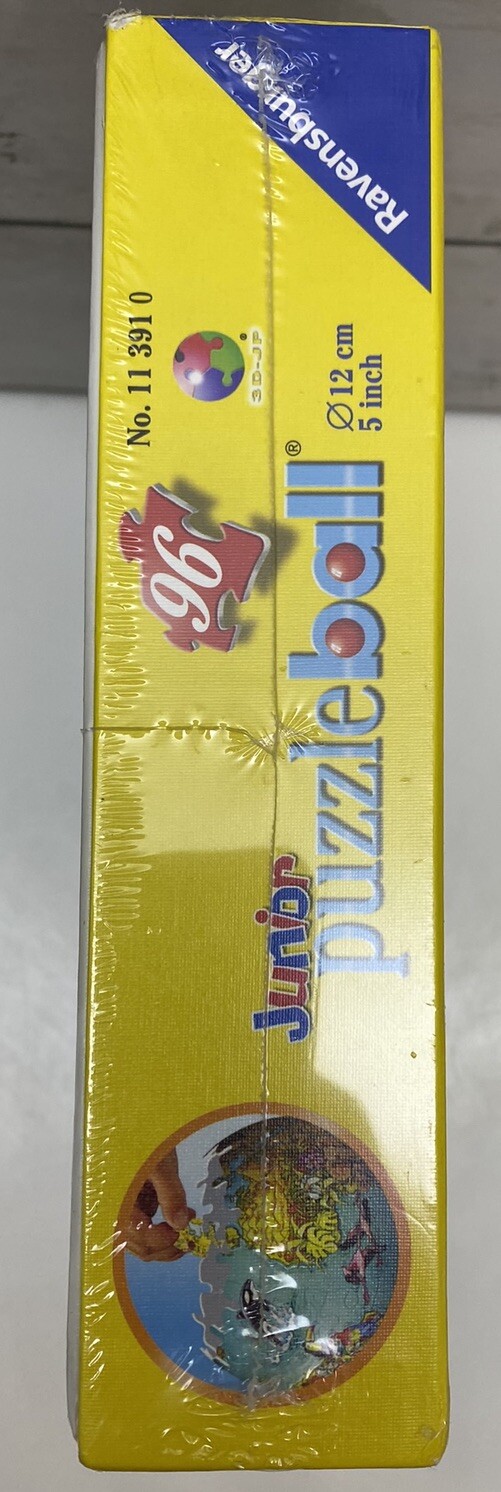 Junior
puzzleball®
96
No. 11 391 0
3D-JP®
Ø 12 cm
5 inch
Ravensburger